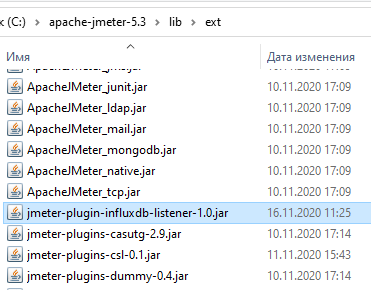 к (C:) > apache-jmeter-5.3 > lib > ext
Имя Дата изменения
ApacheJMeter_junit.jar 10.11.2020 17:09
ApacheJMeter_ldap.jar 10.11.2020 17:09
ApacheJMeter_mail.jar 10.11.2020 17:09
ApacheJMeter_mongodb.jar 10.11.2020 17:09
ApacheJMeter_native.jar 10.11.2020 17:09
ApacheJMeter_tcp.jar 10.11.2020 17:09
jmeter-plugin-influxdb-listener-1.0.jar 16.11.2020 11:25
jmeter-plugins-casutg-2.9.jar 10.11.2020 17:14
jmeter-plugins-csl-0.1.jar 11.11.2020 15:43
jmeter-plugins-dummy-0.4.jar 10.11.2020 17:14